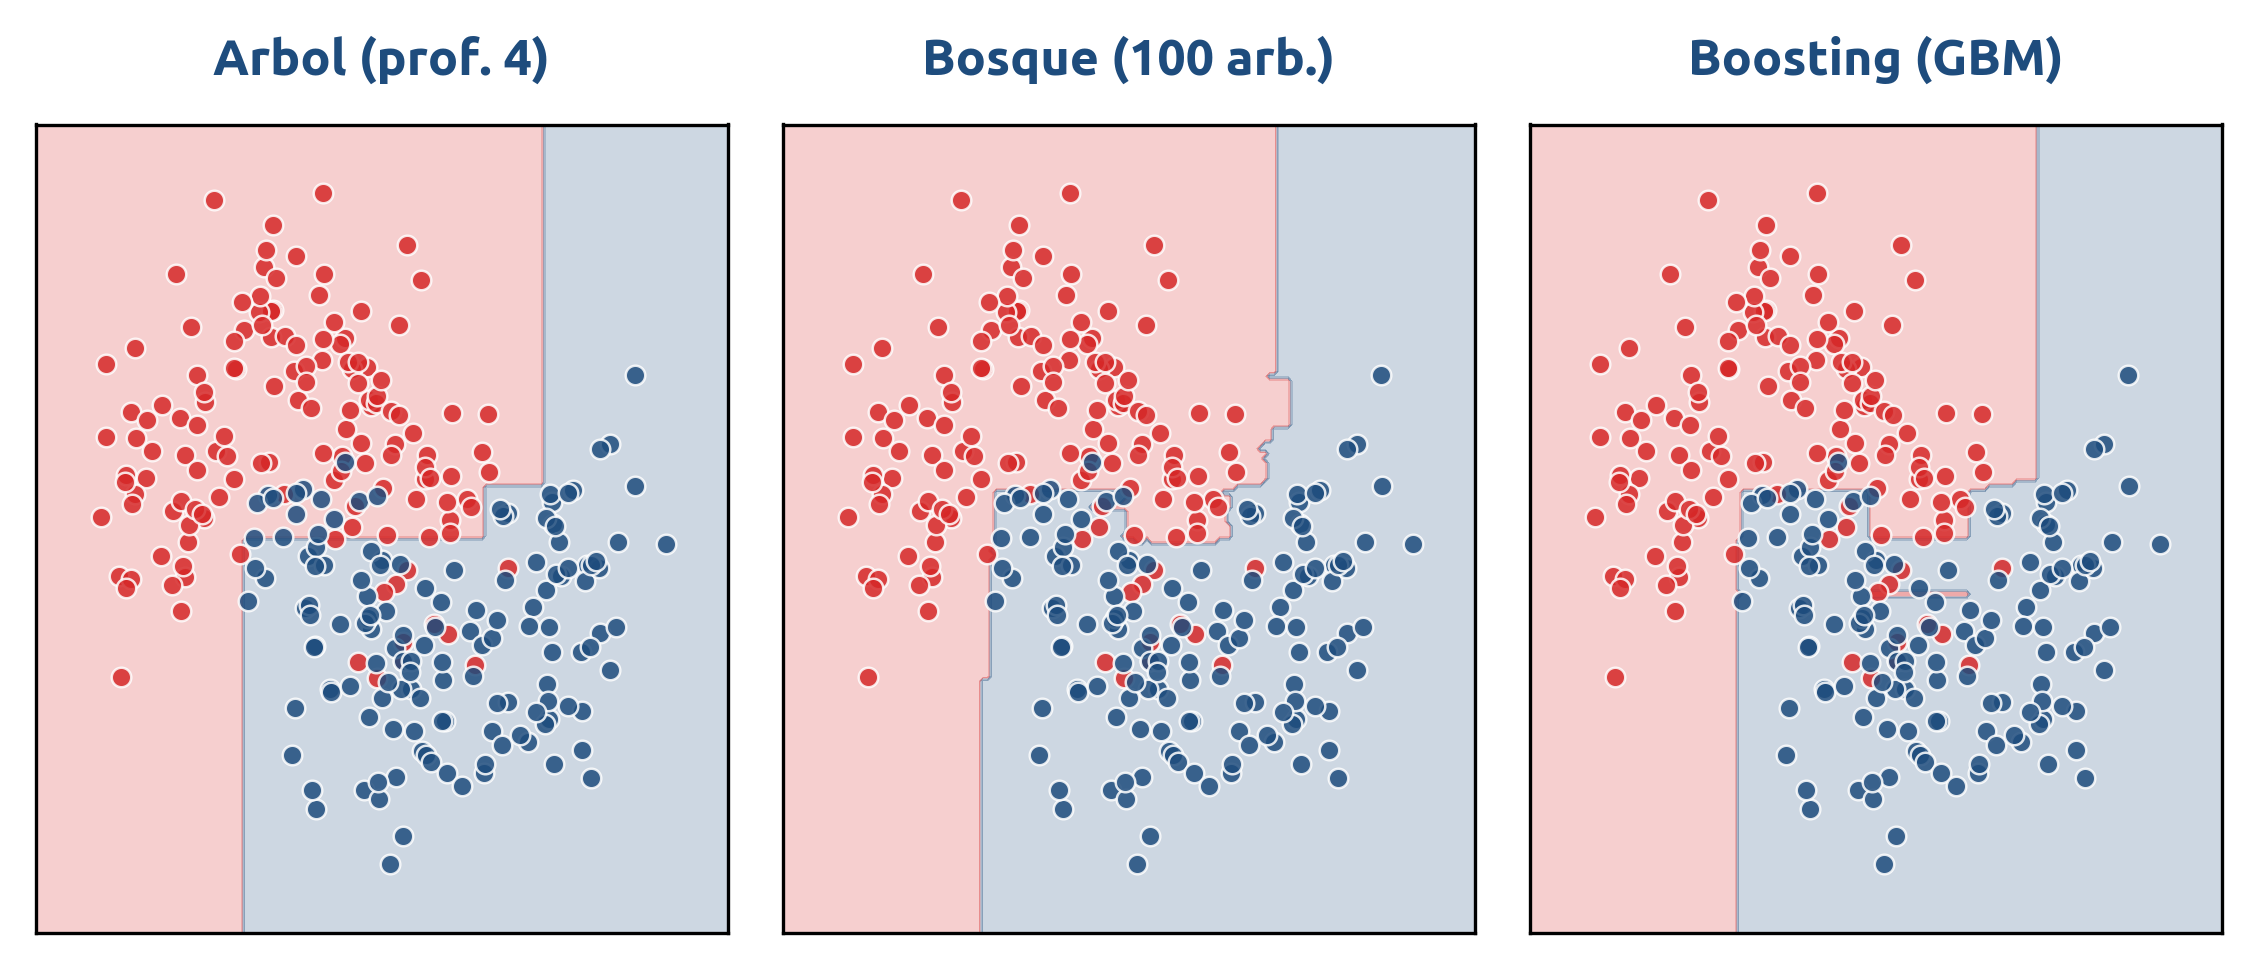 Arbol (prof. 4)
Bosque (100 arb.)
Boosting (GBM)